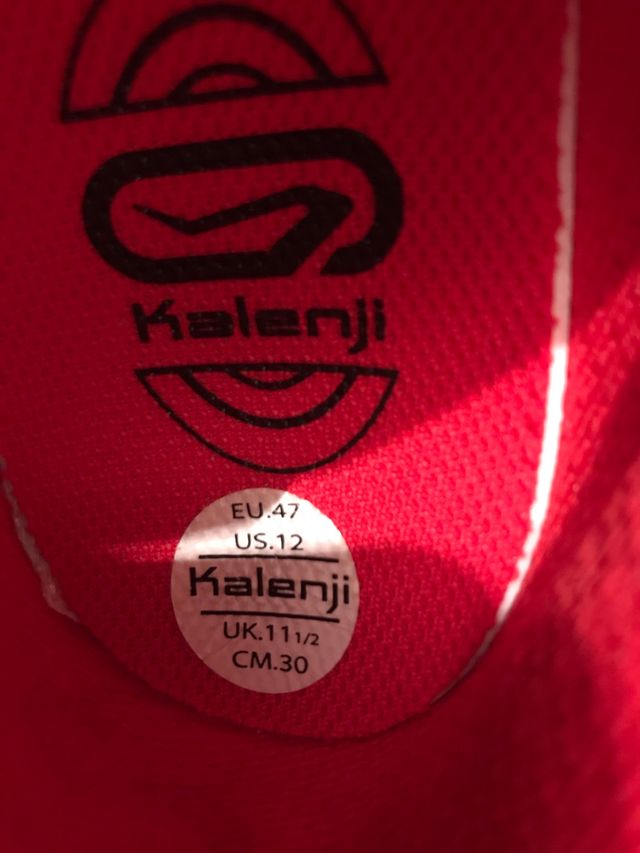 Kalenji
EU.47
US.12
Kalenji
UK.11 1/2
CM.30